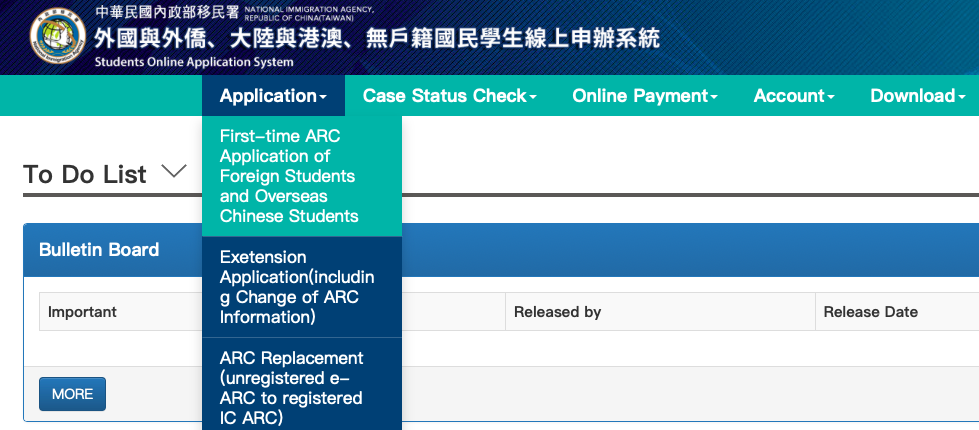 中華民國內政部移民署 NATIONAL IMMIGRATION AGENCY,
REPUBLIC OF CHINA(TAIWAN)
外國與外僑、大陸與港澳、無戶籍國民學生線上申辦系統
Students Online Application System
Application Case Status Check Online Payment Account Download
First-time ARC
Application of
Foreign Students
and Overseas
Chinese Students
Exetension
Application(includin
g Change of ARC
Information)
ARC Replacement
(unregistered e-
ARC to registered
IC ARC)
To Do List
Bulletin Board
Important Released by Release Date
MORE